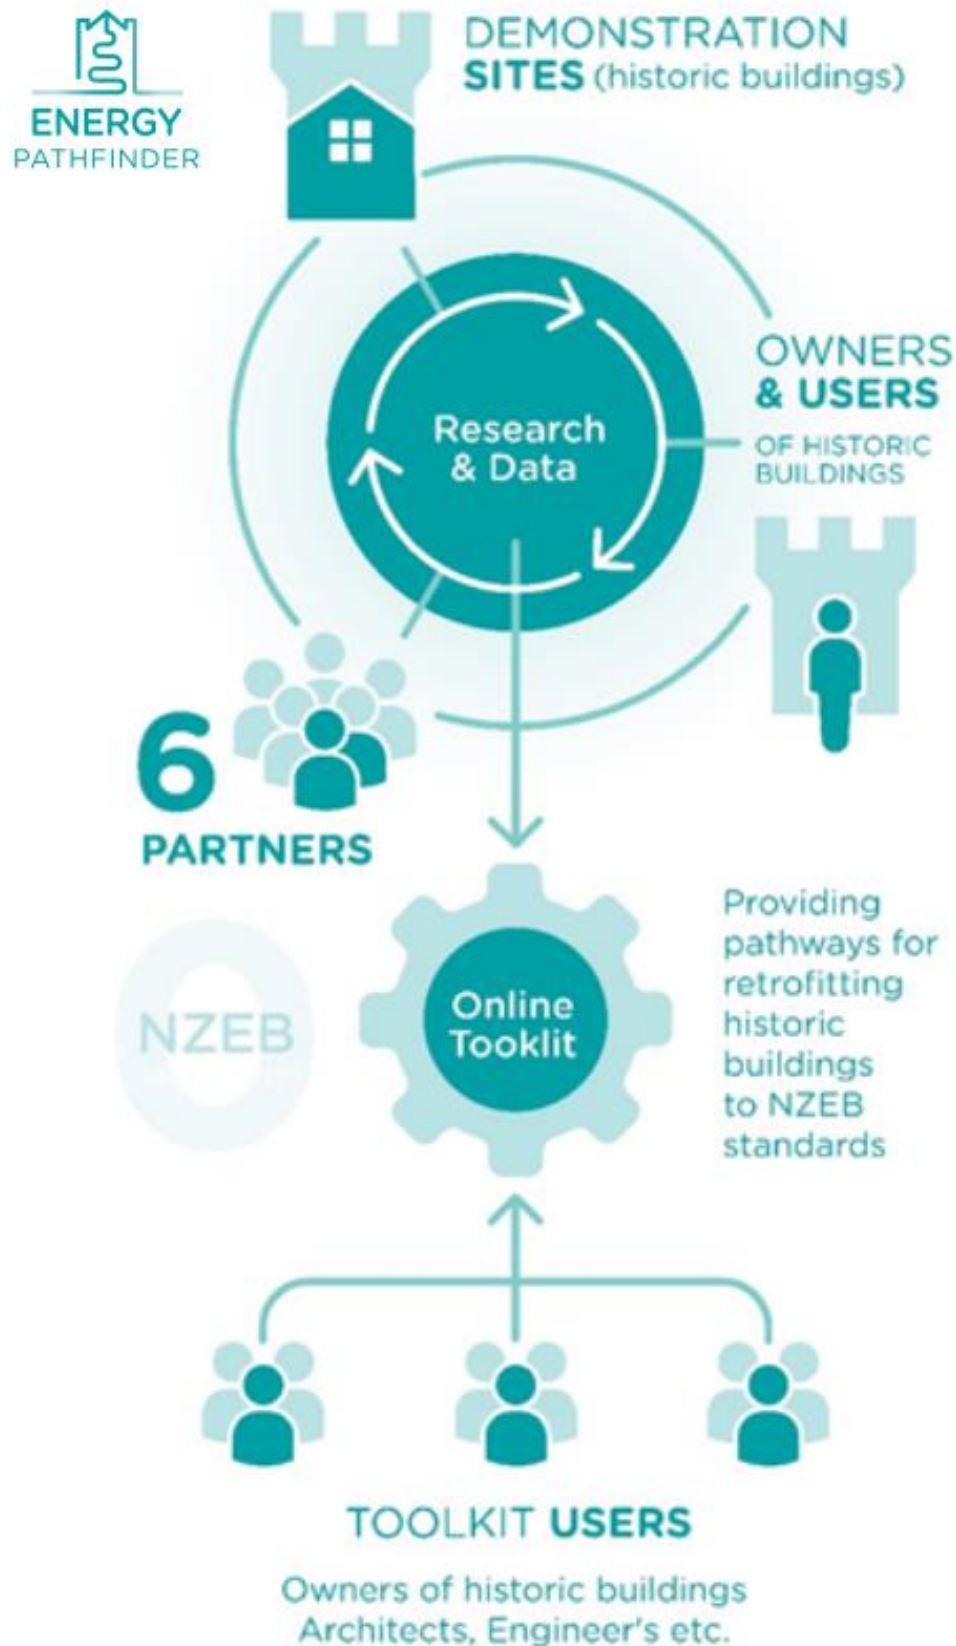 ENERGY
PATHFINDER
DEMONSTRATION
SITES (historic buildings)
Research
& Data
OWNERS
& USERS
OF HISTORIC
BUILDINGS
6
PARTNERS
NZEB
Online
Tooklit
Providing
pathways for
retrofitting
historic
buildings
to NZEB
standards
TOOLKIT USERS
Owners of historic buildings
Architects, Engineer's etc.